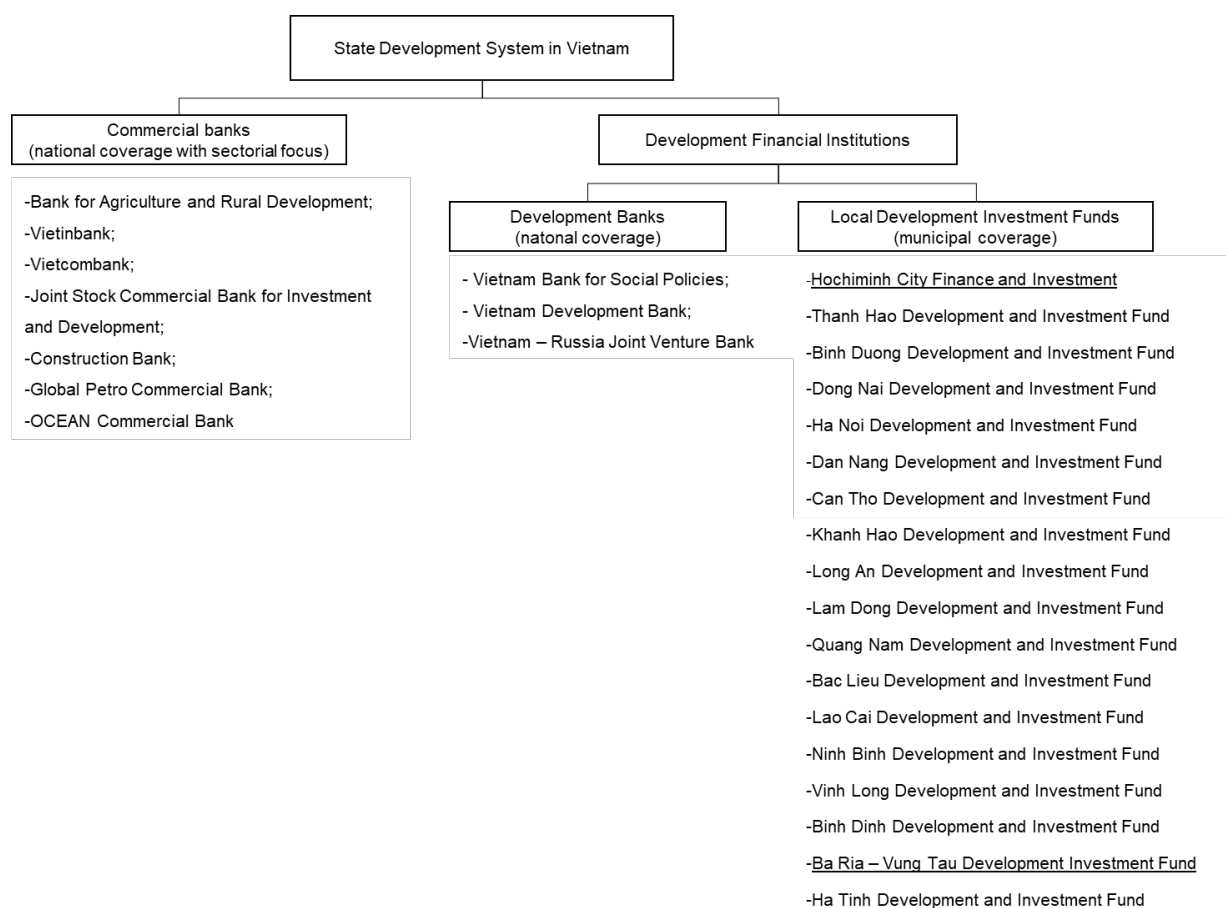 State Development System in Vietnam
Commercial banks
(national coverage with sectorial focus)
-Bank for Agriculture and Rural Development;
-Vietinbank;
-Vietcombank;
-Joint Stock Commercial Bank for Investment
and Development;
-Construction Bank;
-Global Petro Commercial Bank;
-OCEAN Commercial Bank
Development Financial Institutions
Development Banks
(natonal coverage)
- Vietnam Bank for Social Policies;
- Vietnam Development Bank;
-Vietnam – Russia Joint Venture Bank
Local Development Investment Funds
(municipal coverage)
-Hochiminh City Finance and Investment
-Thanh Hao Development and Investment Fund
-Binh Duong Development and Investment Fund
-Dong Nai Development and Investment Fund
-Ha Noi Development and Investment Fund
-Dan Nang Development and Investment Fund
-Can Tho Development and Investment Fund
-Khanh Hao Development and Investment Fund
-Long An Development and Investment Fund
-Lam Dong Development and Investment Fund
-Quang Nam Development and Investment Fund
-Bac Lieu Development and Investment Fund
-Lao Cai Development and Investment Fund
-Ninh Binh Development and Investment Fund
-Vinh Long Development and Investment Fund
-Binh Dinh Development and Investment Fund
-Ba Ria – Vung Tau Development Investment Fund
-Ha Tinh Development and Investment Fund